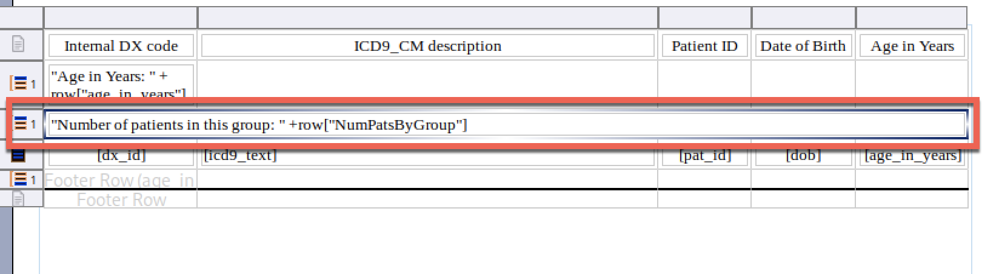 Internal DX code ICD9_CM description Patient ID Date of Birth Age in Years
1 "Age in Years: " +
row["age_in_years"]
1 "Number of patients in this group: " +row["NumPatsByGroup"]
[dx_id] [icd9_text] [pat_id] [dob] [age_in_years]
1 Footer Row (age_in
Footer Row